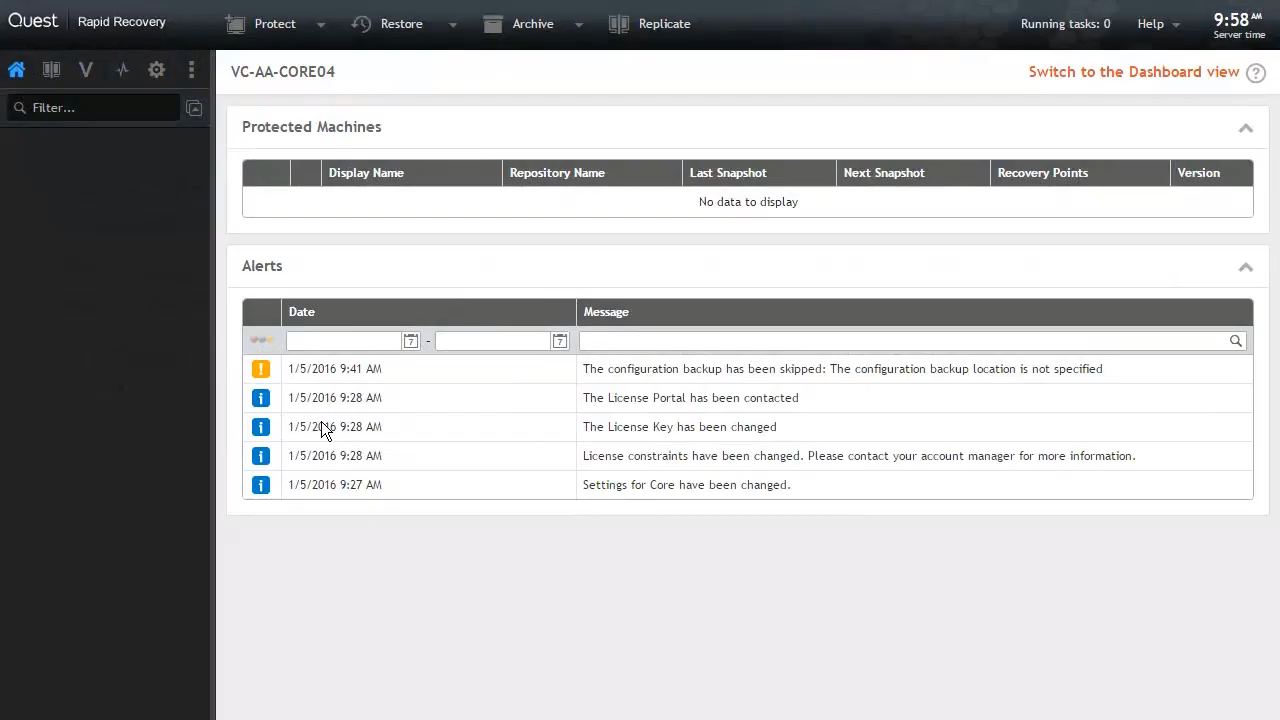 Quest Rapid Recovery Protect Restore Archive Replicate Running tasks: 0 Help 9:58 AM
Server time
Filter...
VC-AA-CORE04 Switch to the Dashboard view ?
Protected Machines
Display Name Repository Name Last Snapshot Next Snapshot Recovery Points Version
No data to display
Alerts
Date Message
7 - 7
1/5/2016 9:41 AM The configuration backup has been skipped: The configuration backup location is not specified
1/5/2016 9:28 AM The License Portal has been contacted
1/5/2016 9:28 AM The License Key has been changed
1/5/2016 9:28 AM License constraints have been changed. Please contact your account manager for more information.
1/5/2016 9:27 AM Settings for Core have been changed.